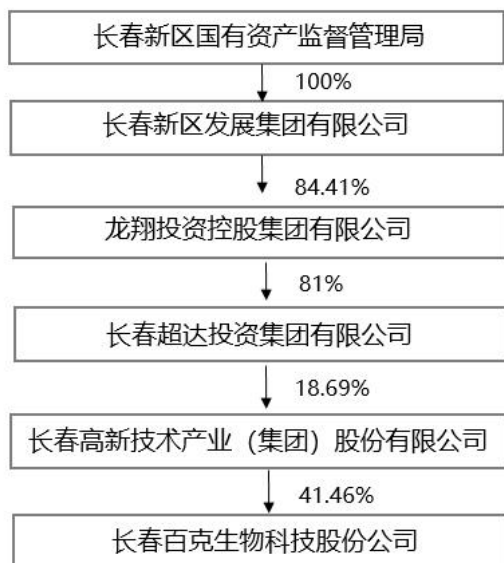 长春新区国有资产监督管理局
100%
长春新区发展集团有限公司
84.41%
龙翔投资控股集团有限公司
81%
长春超达投资集团有限公司
18.69%
长春高新技术产业（集团）股份有限公司
41.46%
长春百克生物科技股份公司